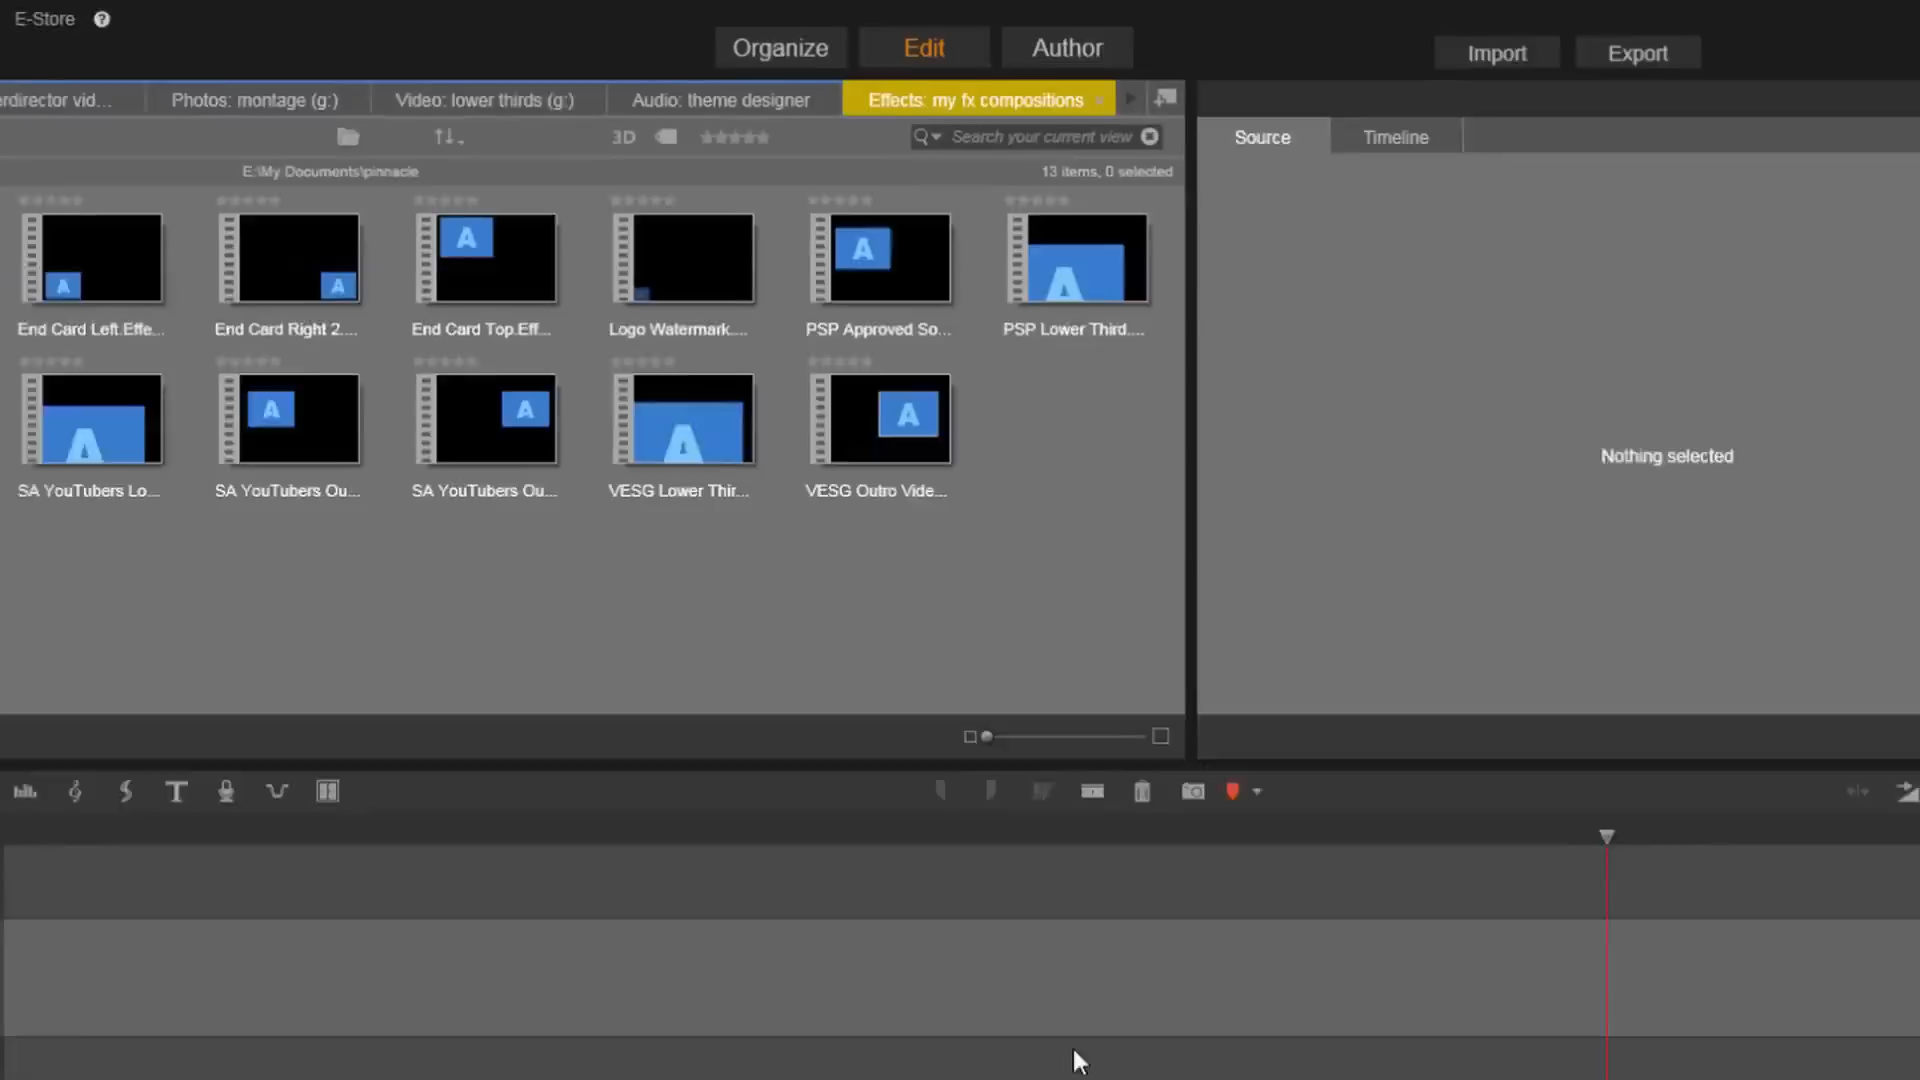 E-Store
Organize
Edit
Author
Import
Export
erdirector vid...
Photos: montage (g:)
Video: lower thirds (g:)
Audio: theme designer
Effects: my fx compositions
3D
Search your current view
Source
Timeline
E:\My Documents\pinnacle
13 items, 0 selected
A
A
A
A
A
End Card Left.Effe...
End Card Right 2....
End Card Top.Eff...
Logo Watermark....
PSP Approved So...
PSP Lower Third....
A
A
A
A
A
SA YouTubers Lo...
SA YouTubers Ou...
SA YouTubers Ou...
VESG Lower Thir...
VESG Outro Vide...
Nothing selected